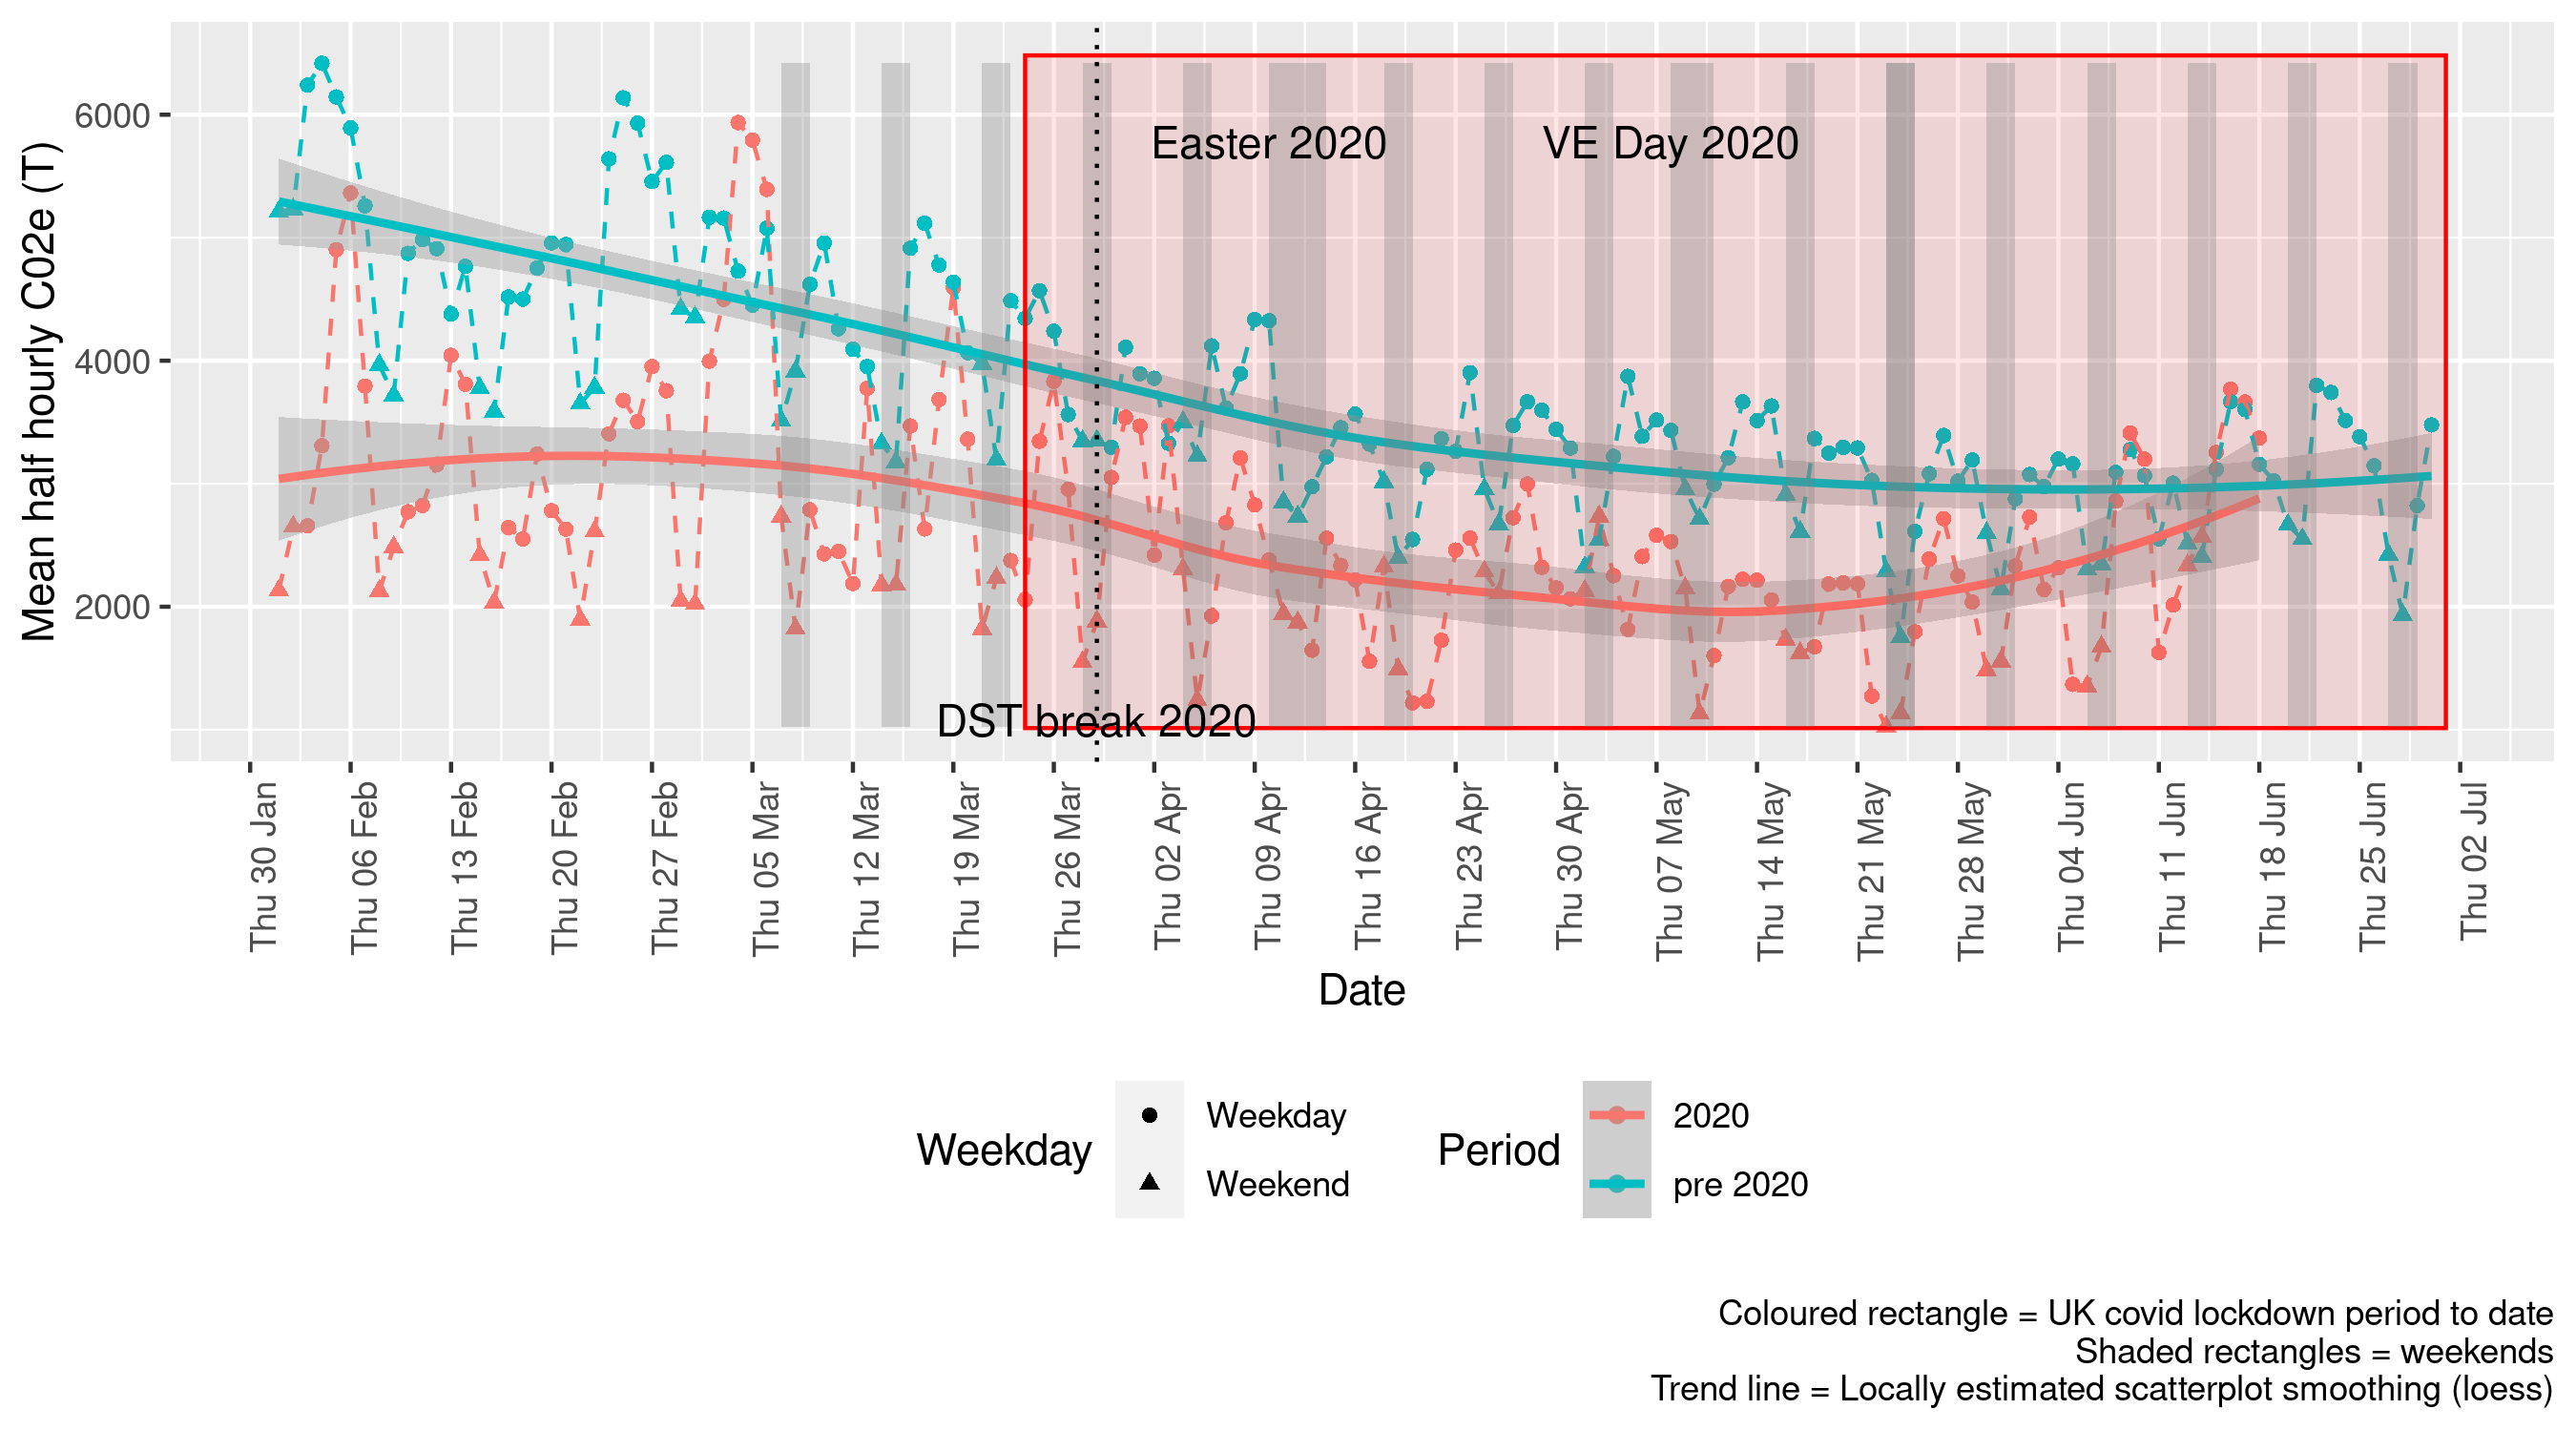 Mean half hourly C02e (T)
6000
4000
2000
Easter 2020
VE Day 2020
DST break 2020
Thu 30 Jan
Thu 06 Feb
Thu 13 Feb
Thu 20 Feb
Thu 27 Feb
Thu 05 Mar
Thu 12 Mar
Thu 19 Mar
Thu 26 Mar
Thu 02 Apr
Thu 09 Apr
Thu 16 Apr
Thu 23 Apr
Thu 30 Apr
Thu 07 May
Thu 14 May
Thu 21 May
Thu 28 May
Thu 04 Jun
Thu 11 Jun
Thu 18 Jun
Thu 25 Jun
Thu 02 Jul
Date
Weekday
Weekday
Weekend
Period
2020
pre 2020
Coloured rectangle = UK covid lockdown period to date
Shaded rectangles = weekends
Trend line = Locally estimated scatterplot smoothing (loess)